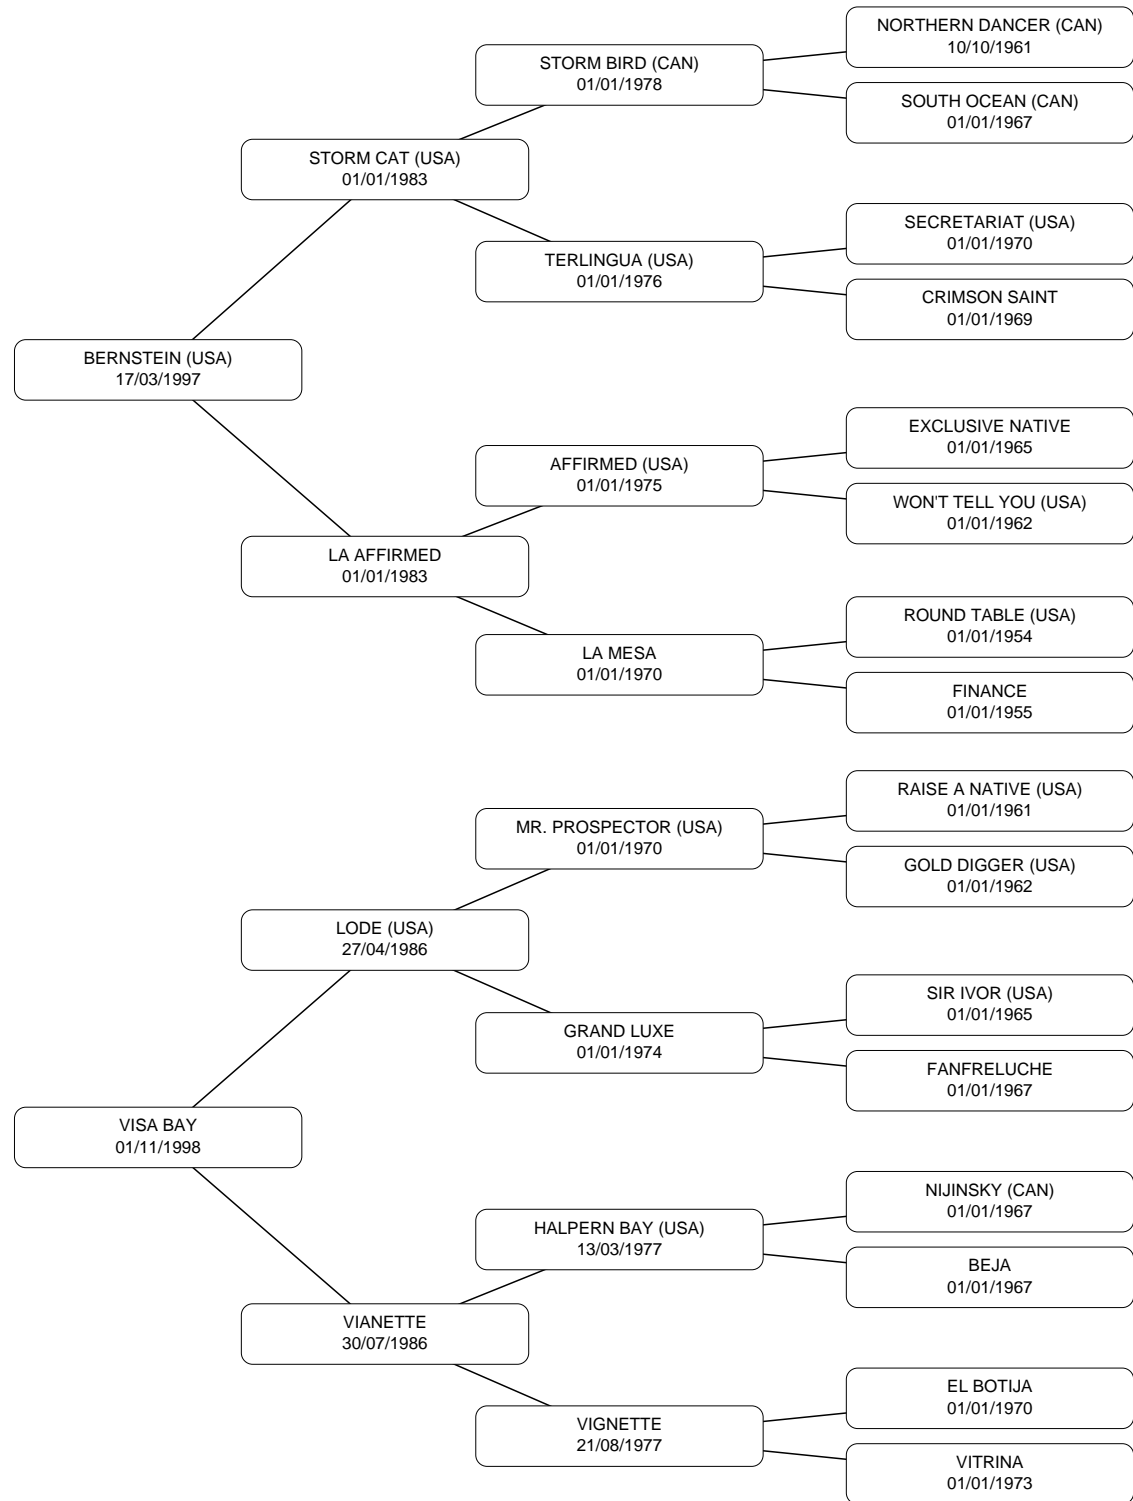 NORTHERN DANCER (CAN)
10/10/1961
STORM BIRD (CAN)
01/01/1978
SOUTH OCEAN (CAN)
01/01/1967
STORM CAT (USA)
01/01/1983
SECRETARIAT (USA)
01/01/1970
TERLINGUA (USA)
01/01/1976
CRIMSON SAINT
01/01/1969
BERNSTEIN (USA)
17/03/1997
EXCLUSIVE NATIVE
01/01/1965
AFFIRMED (USA)
01/01/1975
WON'T TELL YOU (USA)
01/01/1962
LA AFFIRMED
01/01/1983
ROUND TABLE (USA)
01/01/1954
LA MESA
01/01/1970
FINANCE
01/01/1955
RAISE A NATIVE (USA)
01/01/1961
MR. PROSPECTOR (USA)
01/01/1970
GOLD DIGGER (USA)
01/01/1962
LODE (USA)
27/04/1986
SIR IVOR (USA)
01/01/1965
GRAND LUXE
01/01/1974
FANFRELUCHE
01/01/1967
VISA BAY
01/11/1998
NIJINSKY (CAN)
01/01/1967
HALPERN BAY (USA)
13/03/1977
BEJA
01/01/1967
VIANETTE
30/07/1986
EL BOTIJA
01/01/1970
VIGNETTE
21/08/1977
VITRINA
01/01/1973